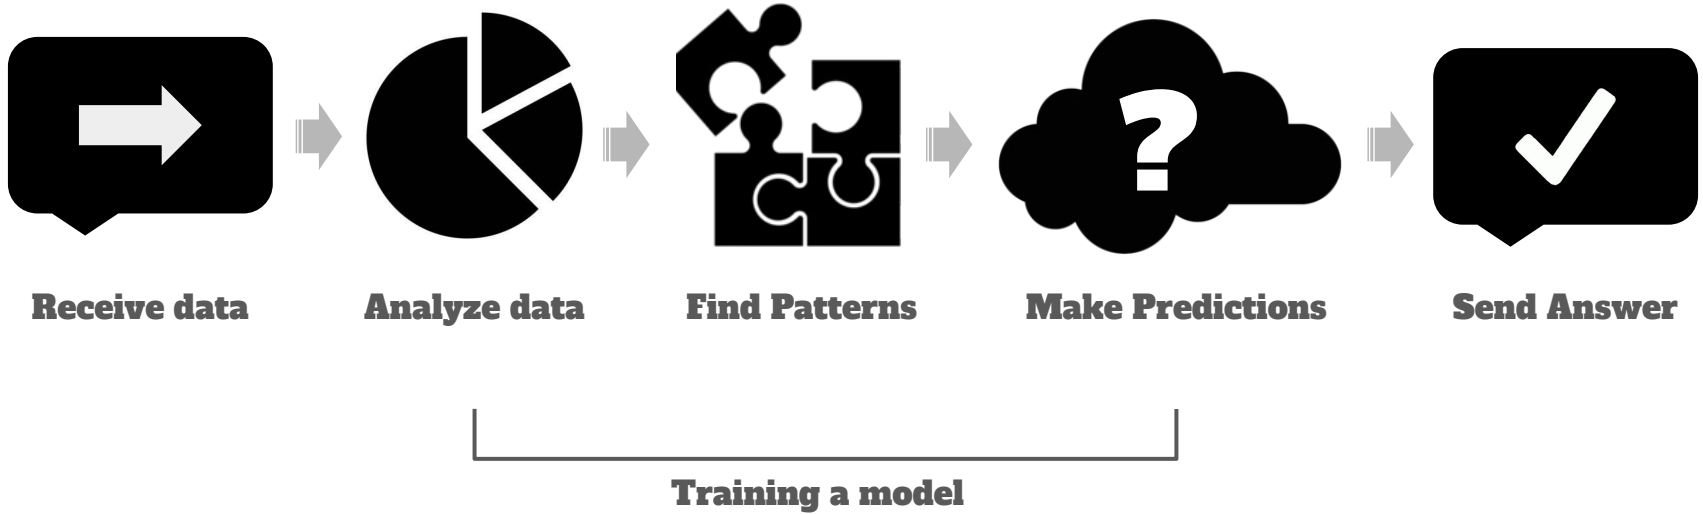 ?
Receive data
Analyze data
Find Patterns
Make Predictions
Send Answer
Training a model